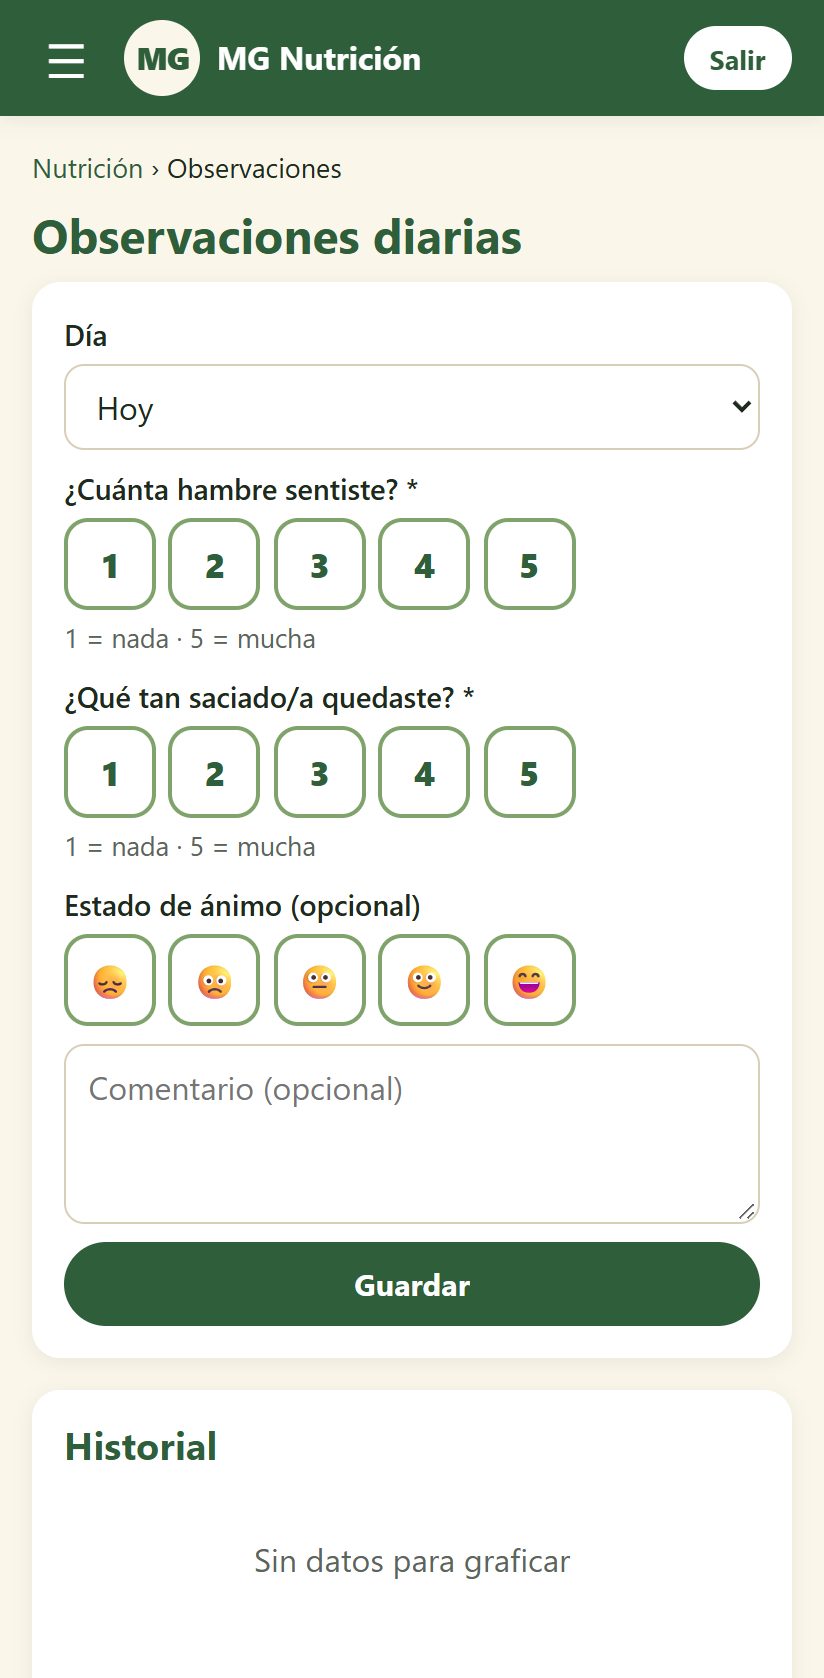 MG MG Nutrición Salir
Nutrición › Observaciones
Observaciones diarias
Día
Hoy
¿Cuánta hambre sentiste? *
1 2 3 4 5
1 = nada · 5 = mucha
¿Qué tan saciado/a quedaste? *
1 2 3 4 5
1 = nada · 5 = mucha
Estado de ánimo (opcional)
Comentario (opcional)
Guardar
Historial
Sin datos para graficar